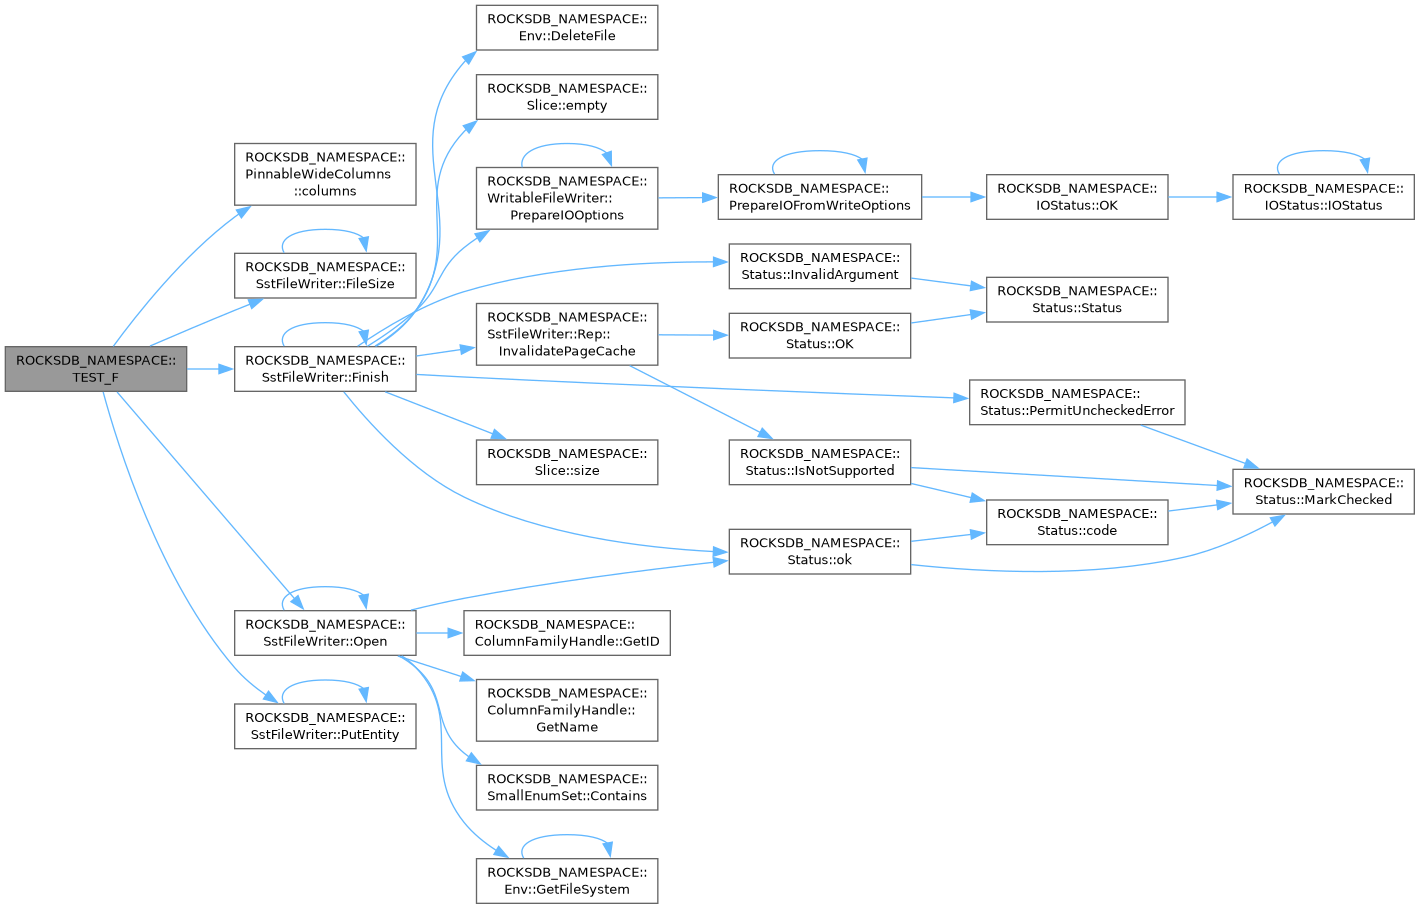 ROCKSDB_NAMESPACE::
TEST_F
ROCKSDB_NAMESPACE::
PinnableWideColumns
::columns
ROCKSDB_NAMESPACE::
SstFileWriter::FileSize
ROCKSDB_NAMESPACE::
SstFileWriter::Finish
ROCKSDB_NAMESPACE::
SstFileWriter::Open
ROCKSDB_NAMESPACE::
SstFileWriter::PutEntity
ROCKSDB_NAMESPACE::
Env::DeleteFile
ROCKSDB_NAMESPACE::
Slice::empty
ROCKSDB_NAMESPACE::
WritableFileWriter::
PrepareIOOptions
ROCKSDB_NAMESPACE::
SstFileWriter::Rep::
InvalidatePageCache
ROCKSDB_NAMESPACE::
Slice::size
ROCKSDB_NAMESPACE::
ColumnFamilyHandle::GetID
ROCKSDB_NAMESPACE::
ColumnFamilyHandle::
GetName
ROCKSDB_NAMESPACE::
SmallEnumSet::Contains
ROCKSDB_NAMESPACE::
Env::GetFileSystem
ROCKSDB_NAMESPACE::
PrepareIOFromWriteOptions
ROCKSDB_NAMESPACE::
Status::InvalidArgument
ROCKSDB_NAMESPACE::
Status::OK
ROCKSDB_NAMESPACE::
Status::IsNotSupported
ROCKSDB_NAMESPACE::
Status::ok
ROCKSDB_NAMESPACE::
IOStatus::OK
ROCKSDB_NAMESPACE::
Status::Status
ROCKSDB_NAMESPACE::
Status::PermitUncheckedError
ROCKSDB_NAMESPACE::
Status::code
ROCKSDB_NAMESPACE::
IOStatus::IOStatus
ROCKSDB_NAMESPACE::
Status::MarkChecked